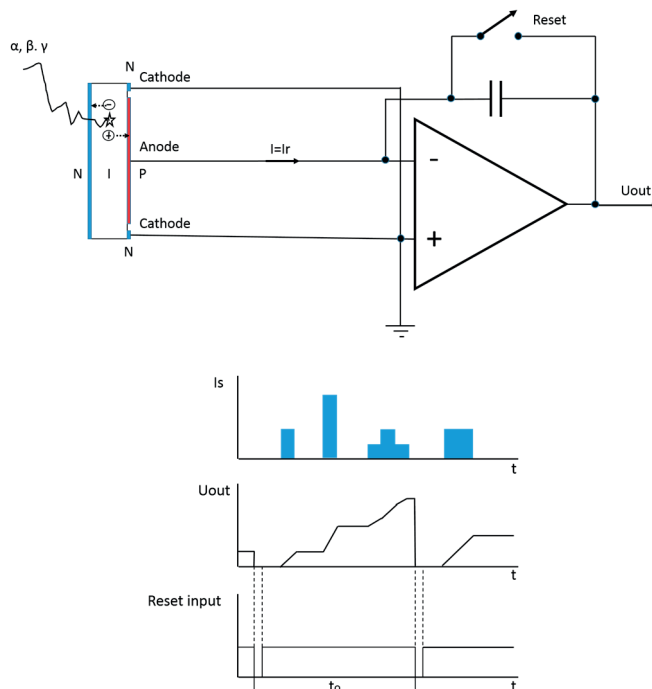 Reset
α, β. γ
N
Cathode
Anode
I=Ir
-
N
I
P
Uout
Cathode
+
N
Is
t
Uout
t
Reset input
t₀
t